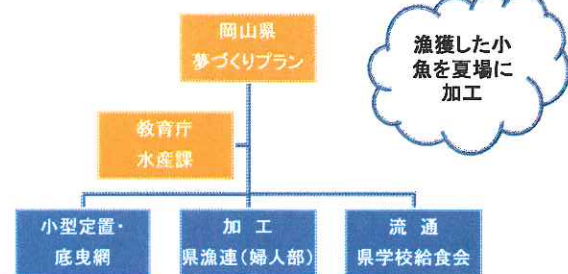 岡山県
夢づくりプラン
漁獲した小
魚を夏場に
加工
教育庁
水産課
小型定置・
底曳網
加 工
県漁連(婦人部)
流 通
県学校給食会